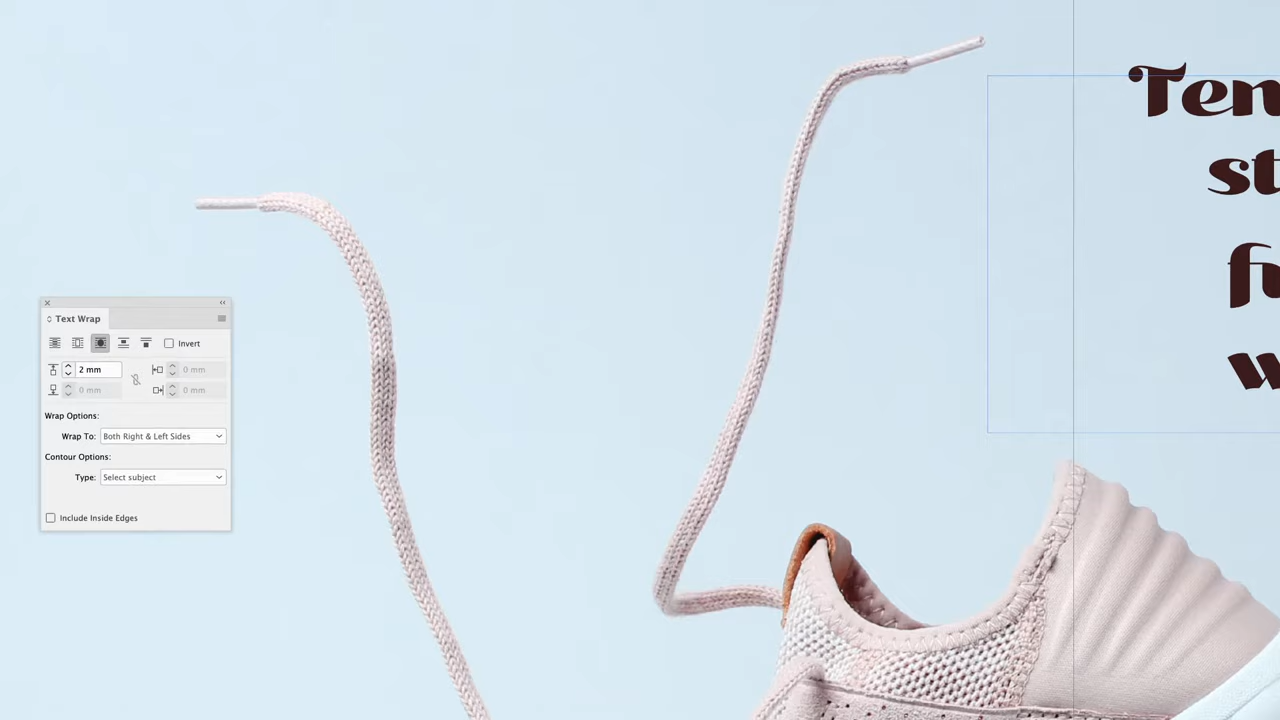 Text Wrap
Invert
2 mm
0 mm
0 mm
0 mm
Wrap Options:
Wrap To: Both Right & Left Sides
Contour Options:
Type: Select subject
Include Inside Edges
st